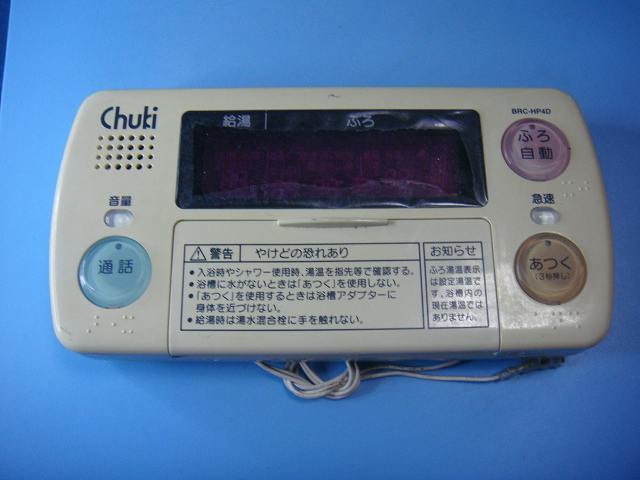 Chuki
給湯 ふろ
BRC-HP4D
ふろ
自動
音量
急速
通話
あつく
(3秒押し)
警告 やけどの恐れあり
●入浴時やシャワー使用時、湯温を指先等で確認する。
●浴槽に水がないときは「あつく」を使用しない。
●「あつく」を使用するときは浴槽アダプターに
身体を近づけない。
●給湯時は湯水混合栓に手を触れない。
お知らせ
ふろ湯温表示
は設定湯温で
す。浴槽内の
現在湯温では
ありません。